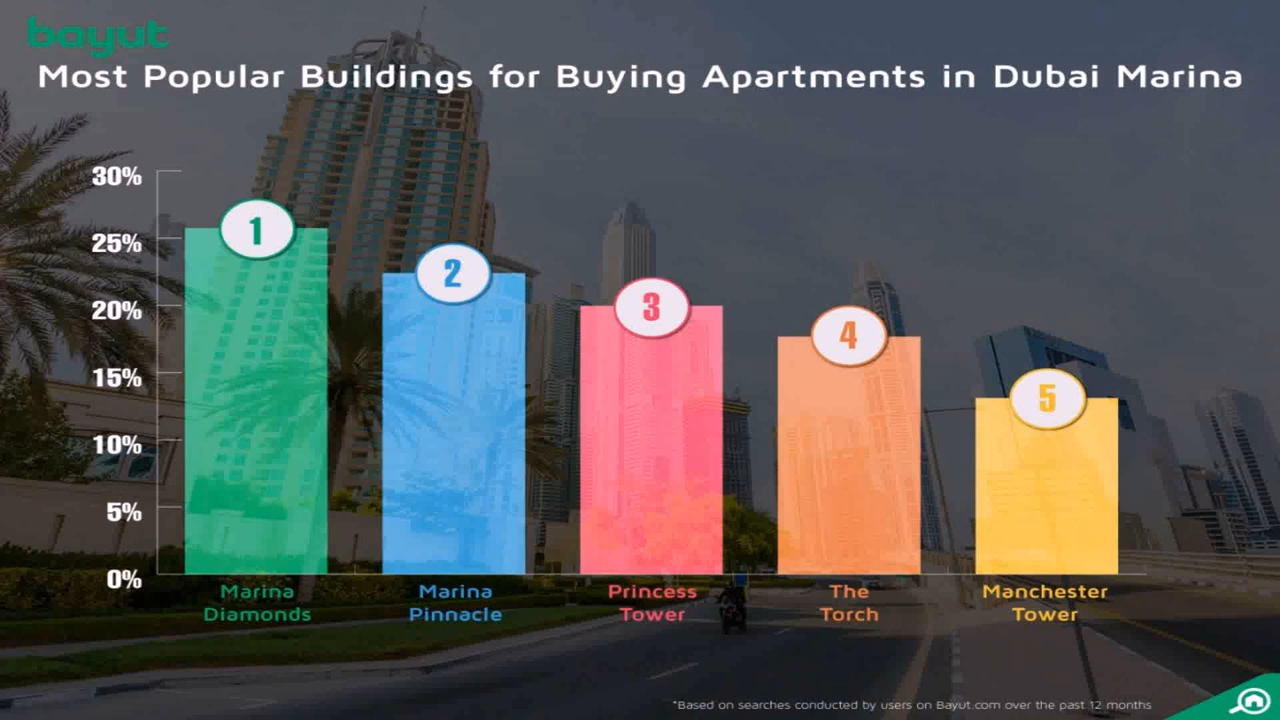 bayut
Most Popular Buildings for Buying Apartments in Dubai Marina
30%
25%
20%
15%
10%
5%
0%
1
2
3
4
5
Marina
Diamonds
Marina
Pinnacle
Princess
Tower
The
Torch
Manchester
Tower
*Based on searches conducted by users on Bayut.com over the past 12 months